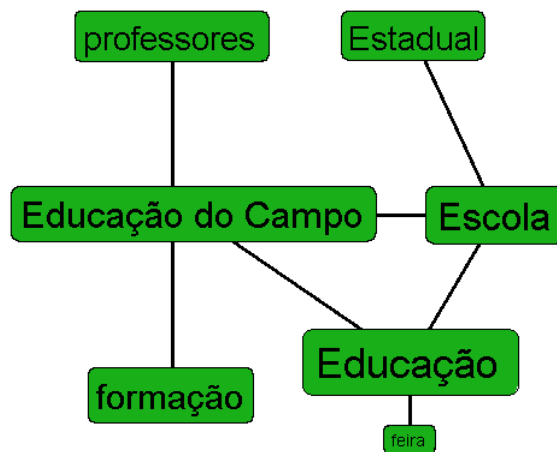 professores
Estadual
Educação do Campo
Escola
Educação
formação
feira